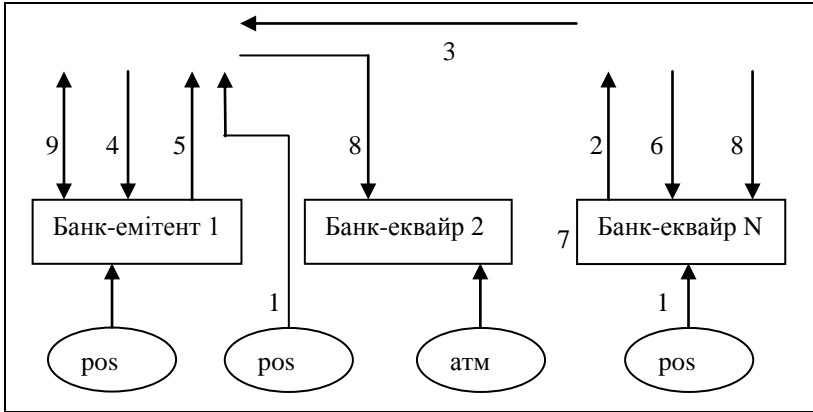 3
9
4
5
8
2
6
8
Банк-емітент 1
Банк-еквайр 2
7
Банк-еквайр N
1
1
pos
pos
атм
pos